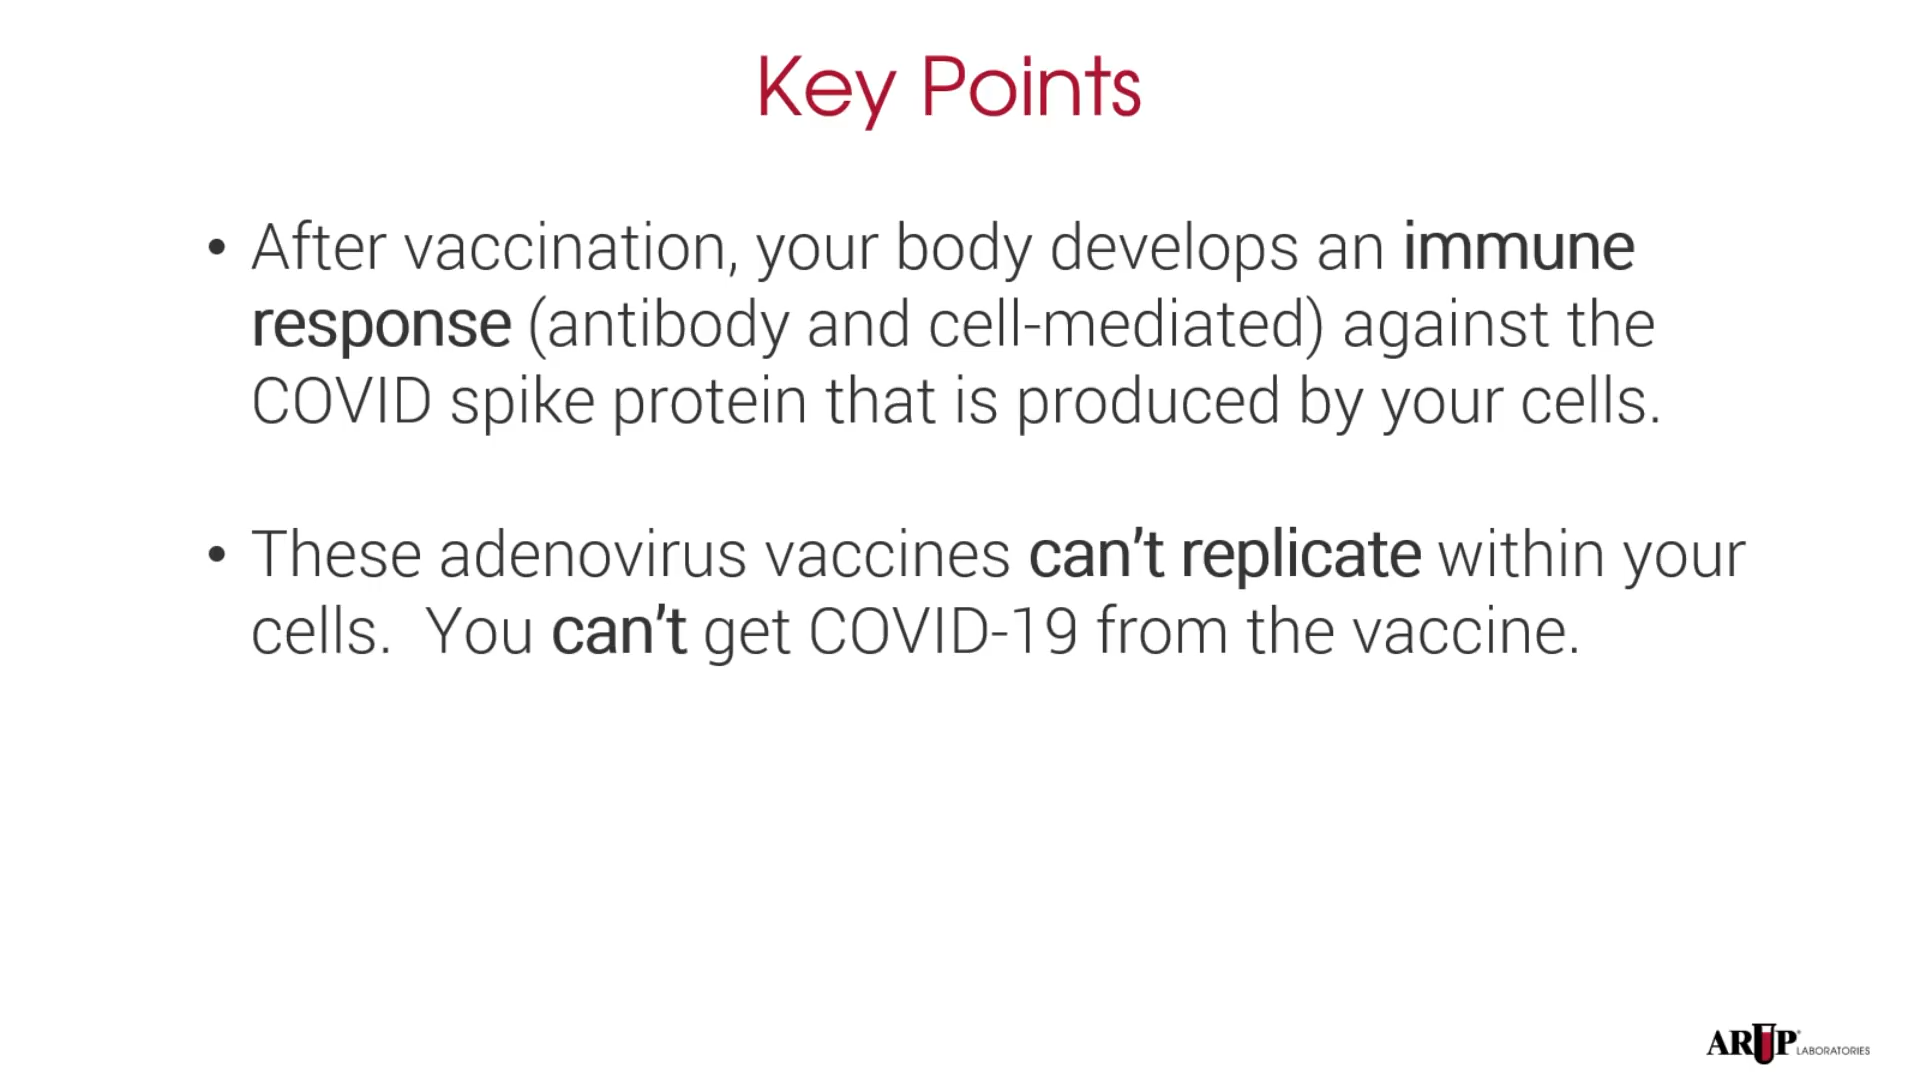 Key Points
• After vaccination, your body develops an immune
response (antibody and cell-mediated) against the
COVID spike protein that is produced by your cells.
• These adenovirus vaccines can’t replicate within your
cells.  You can’t get COVID-19 from the vaccine.
ARUP® LABORATORIES